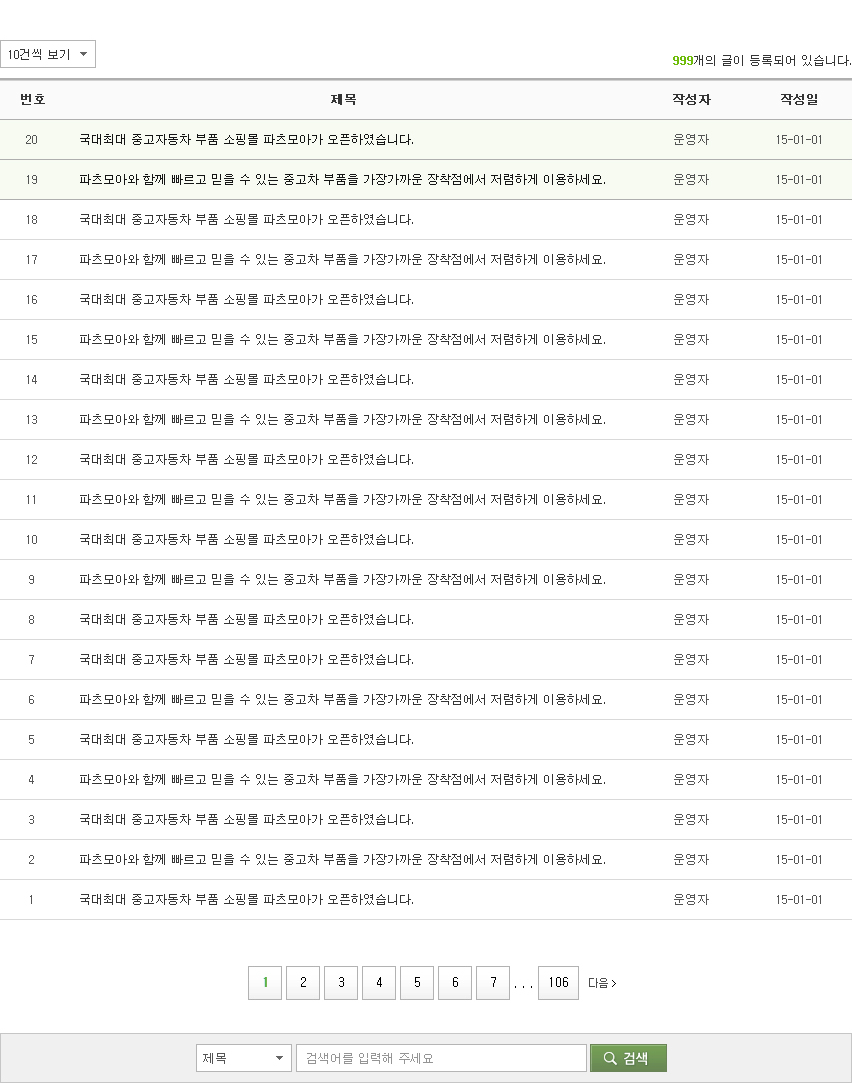 10건씩 보기
999개의 글이 등록되어 있습니다.
번호 제목 작성자 작성일
20 국대최대 중고자동차 부품 쇼핑몰 파츠모아가 오픈하였습니다. 운영자 15-01-01
19 파츠모아와 함께 빠르고 믿을 수 있는 중고차 부품을 가장가까운 장착점에서 저렴하게 이용하세요. 운영자 15-01-01
18 국대최대 중고자동차 부품 쇼핑몰 파츠모아가 오픈하였습니다. 운영자 15-01-01
17 파츠모아와 함께 빠르고 믿을 수 있는 중고차 부품을 가장가까운 장착점에서 저렴하게 이용하세요. 운영자 15-01-01
16 국대최대 중고자동차 부품 쇼핑몰 파츠모아가 오픈하였습니다. 운영자 15-01-01
15 파츠모아와 함께 빠르고 믿을 수 있는 중고차 부품을 가장가까운 장착점에서 저렴하게 이용하세요. 운영자 15-01-01
14 국대최대 중고자동차 부품 쇼핑몰 파츠모아가 오픈하였습니다. 운영자 15-01-01
13 파츠모아와 함께 빠르고 믿을 수 있는 중고차 부품을 가장가까운 장착점에서 저렴하게 이용하세요. 운영자 15-01-01
12 국대최대 중고자동차 부품 쇼핑몰 파츠모아가 오픈하였습니다. 운영자 15-01-01
11 파츠모아와 함께 빠르고 믿을 수 있는 중고차 부품을 가장가까운 장착점에서 저렴하게 이용하세요. 운영자 15-01-01
10 국대최대 중고자동차 부품 쇼핑몰 파츠모아가 오픈하였습니다. 운영자 15-01-01
9 파츠모아와 함께 빠르고 믿을 수 있는 중고차 부품을 가장가까운 장착점에서 저렴하게 이용하세요. 운영자 15-01-01
8 국대최대 중고자동차 부품 쇼핑몰 파츠모아가 오픈하였습니다. 운영자 15-01-01
7 국대최대 중고자동차 부품 쇼핑몰 파츠모아가 오픈하였습니다. 운영자 15-01-01
6 파츠모아와 함께 빠르고 믿을 수 있는 중고차 부품을 가장가까운 장착점에서 저렴하게 이용하세요. 운영자 15-01-01
5 국대최대 중고자동차 부품 쇼핑몰 파츠모아가 오픈하였습니다. 운영자 15-01-01
4 파츠모아와 함께 빠르고 믿을 수 있는 중고차 부품을 가장가까운 장착점에서 저렴하게 이용하세요. 운영자 15-01-01
3 국대최대 중고자동차 부품 쇼핑몰 파츠모아가 오픈하였습니다. 운영자 15-01-01
2 파츠모아와 함께 빠르고 믿을 수 있는 중고차 부품을 가장가까운 장착점에서 저렴하게 이용하세요. 운영자 15-01-01
1 국대최대 중고자동차 부품 쇼핑몰 파츠모아가 오픈하였습니다. 운영자 15-01-01
1 2 3 4 5 6 7 ... 106 다음 >
제목 검색어를 입력해 주세요 검색